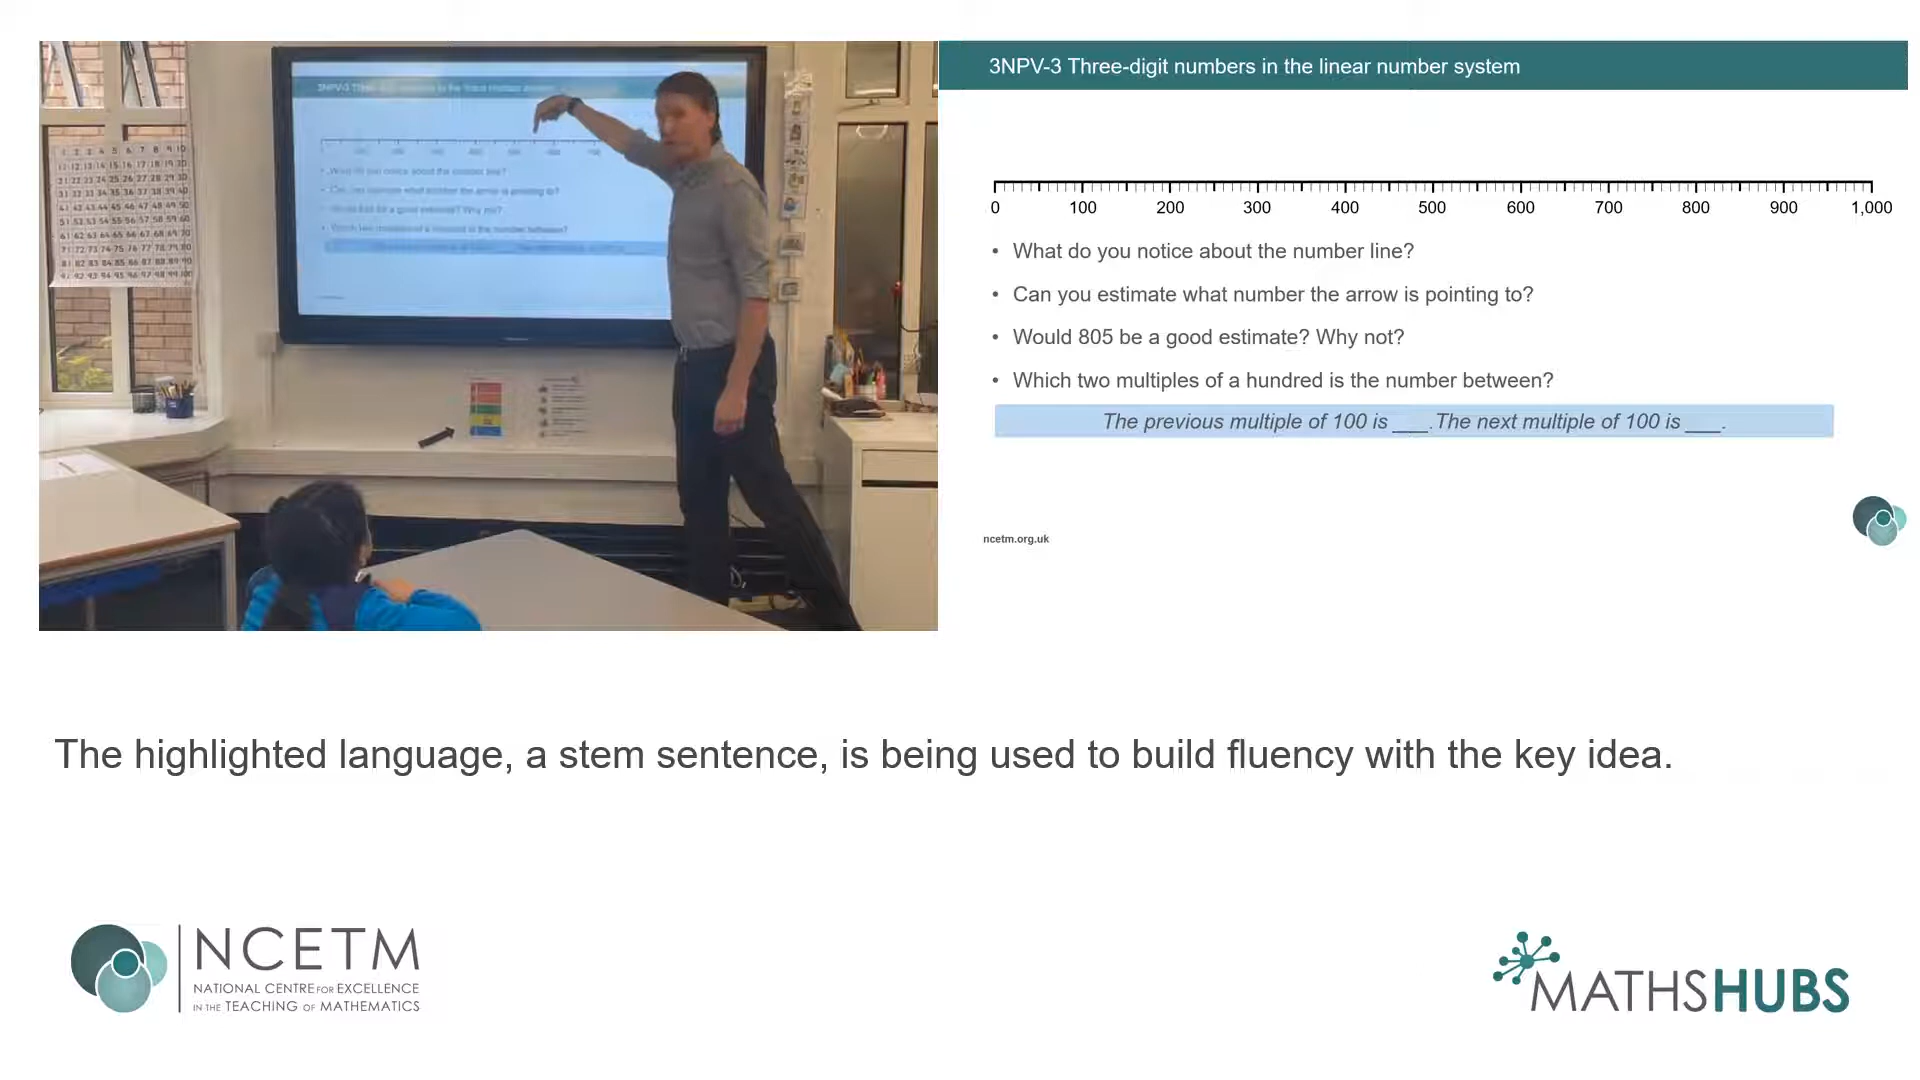 3NPV-3 Three-digit numbers in the linear number system
0 100 200 300 400 500 600 700 800 900 1,000
• What do you notice about the number line?
• Can you estimate what number the arrow is pointing to?
• Would 805 be a good estimate? Why not?
• Which two multiples of a hundred is the number between?
The previous multiple of 100 is ___. The next multiple of 100 is ___.
ncetm.org.uk
The highlighted language, a stem sentence, is being used to build fluency with the key idea.
NCETM
NATIONAL CENTRE FOR EXCELLENCE
IN THE TEACHING OF MATHEMATICS
MATHSHUBS